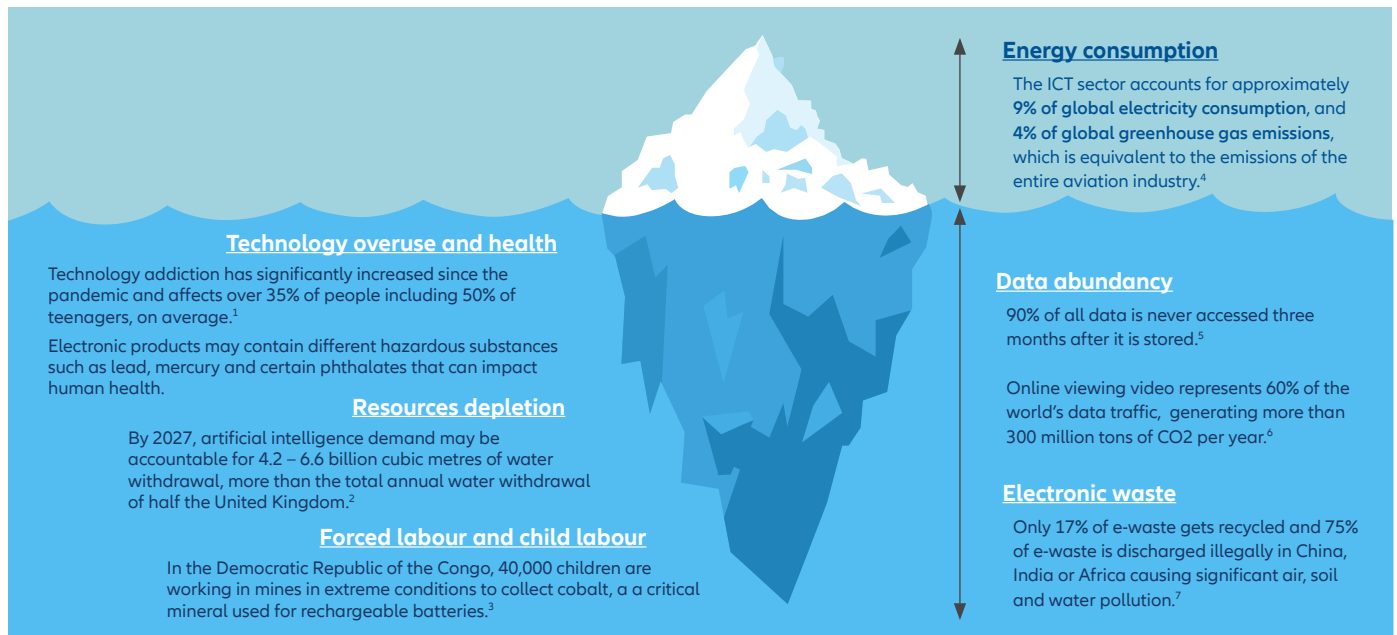 Energy consumption
The ICT sector accounts for approximately
9% of global electricity consumption, and
4% of global greenhouse gas emissions,
which is equivalent to the emissions of the
entire aviation industry.⁴
Technology overuse and health
Technology addiction has significantly increased since the
pandemic and affects over 35% of people including 50% of
teenagers, on average.¹
Electronic products may contain different hazardous substances
such as lead, mercury and certain phthalates that can impact
human health.
Resources depletion
By 2027, artificial intelligence demand may be
accountable for 4.2 – 6.6 billion cubic metres of water
withdrawal, more than the total annual water withdrawal
of half the United Kingdom.²
Forced labour and child labour
In the Democratic Republic of the Congo, 40,000 children are
working in mines in extreme conditions to collect cobalt, a a critical
mineral used for rechargeable batteries.³
Data abundancy
90% of all data is never accessed three
months after it is stored.⁵
Online viewing video represents 60% of the
world's data traffic, generating more than
300 million tons of CO2 per year.⁶
Electronic waste
Only 17% of e-waste gets recycled and 75%
of e-waste is discharged illegally in China,
India or Africa causing significant air, soil
and water pollution.⁷